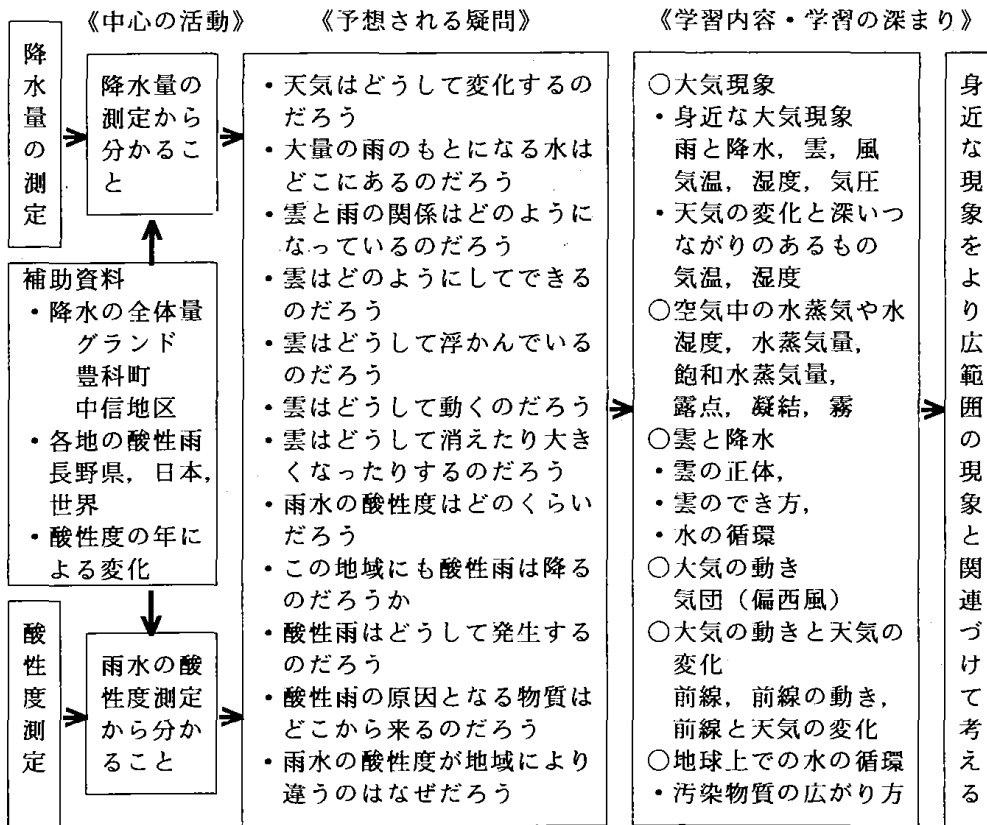 《中心の活動》
《予想される疑問》
《学習内容・学習の深まり》
降水量の測定
降水量の
測定から
分かるこ
と
補助資料
・降水の全体量
グランド
豊科町
中信地区
・各地の酸性雨
長野県，日本，
世界
・酸性度の年に
よる変化
酸性度測定
雨水の酸
性度測定
から分か
ること
・天気はどうして変化するの
だろう
・大量の雨のもとになる水は
どこにあるのだろう
・雲と雨の関係はどのように
なっているのだろう
・雲はどのようにしてできる
のだろう
・雲はどうして浮かんでいる
のだろう
・雲はどうして動くのだろう
・雲はどうして消えたり大き
くなったりするのだろう
・雨水の酸性度はどのくらい
だろう
・この地域にも酸性雨は降る
のだろうか
・酸性雨はどうして発生する
のだろう
・酸性雨の原因となる物質は
どこから来るのだろう
・雨水の酸性度が地域により
違うのはなぜだろう
○大気現象
・身近な大気現象
雨と降水，雲，風
気温，湿度，気圧
・天気の変化と深いつ
ながりのあるもの
気温，湿度
○空気中の水蒸気や水
湿度，水蒸気量，
飽和水蒸気量，
露点，凝結，霧
○雲と降水
・雲の正体，
・雲のでき方，
・水の循環
○大気の動き
気団（偏西風）
○大気の動きと天気の
変化
前線，前線の動き，
前線と天気の変化
○地球上での水の循環
・汚染物質の広がり方
身近な現象をより広範囲の現象と関連づけて考える